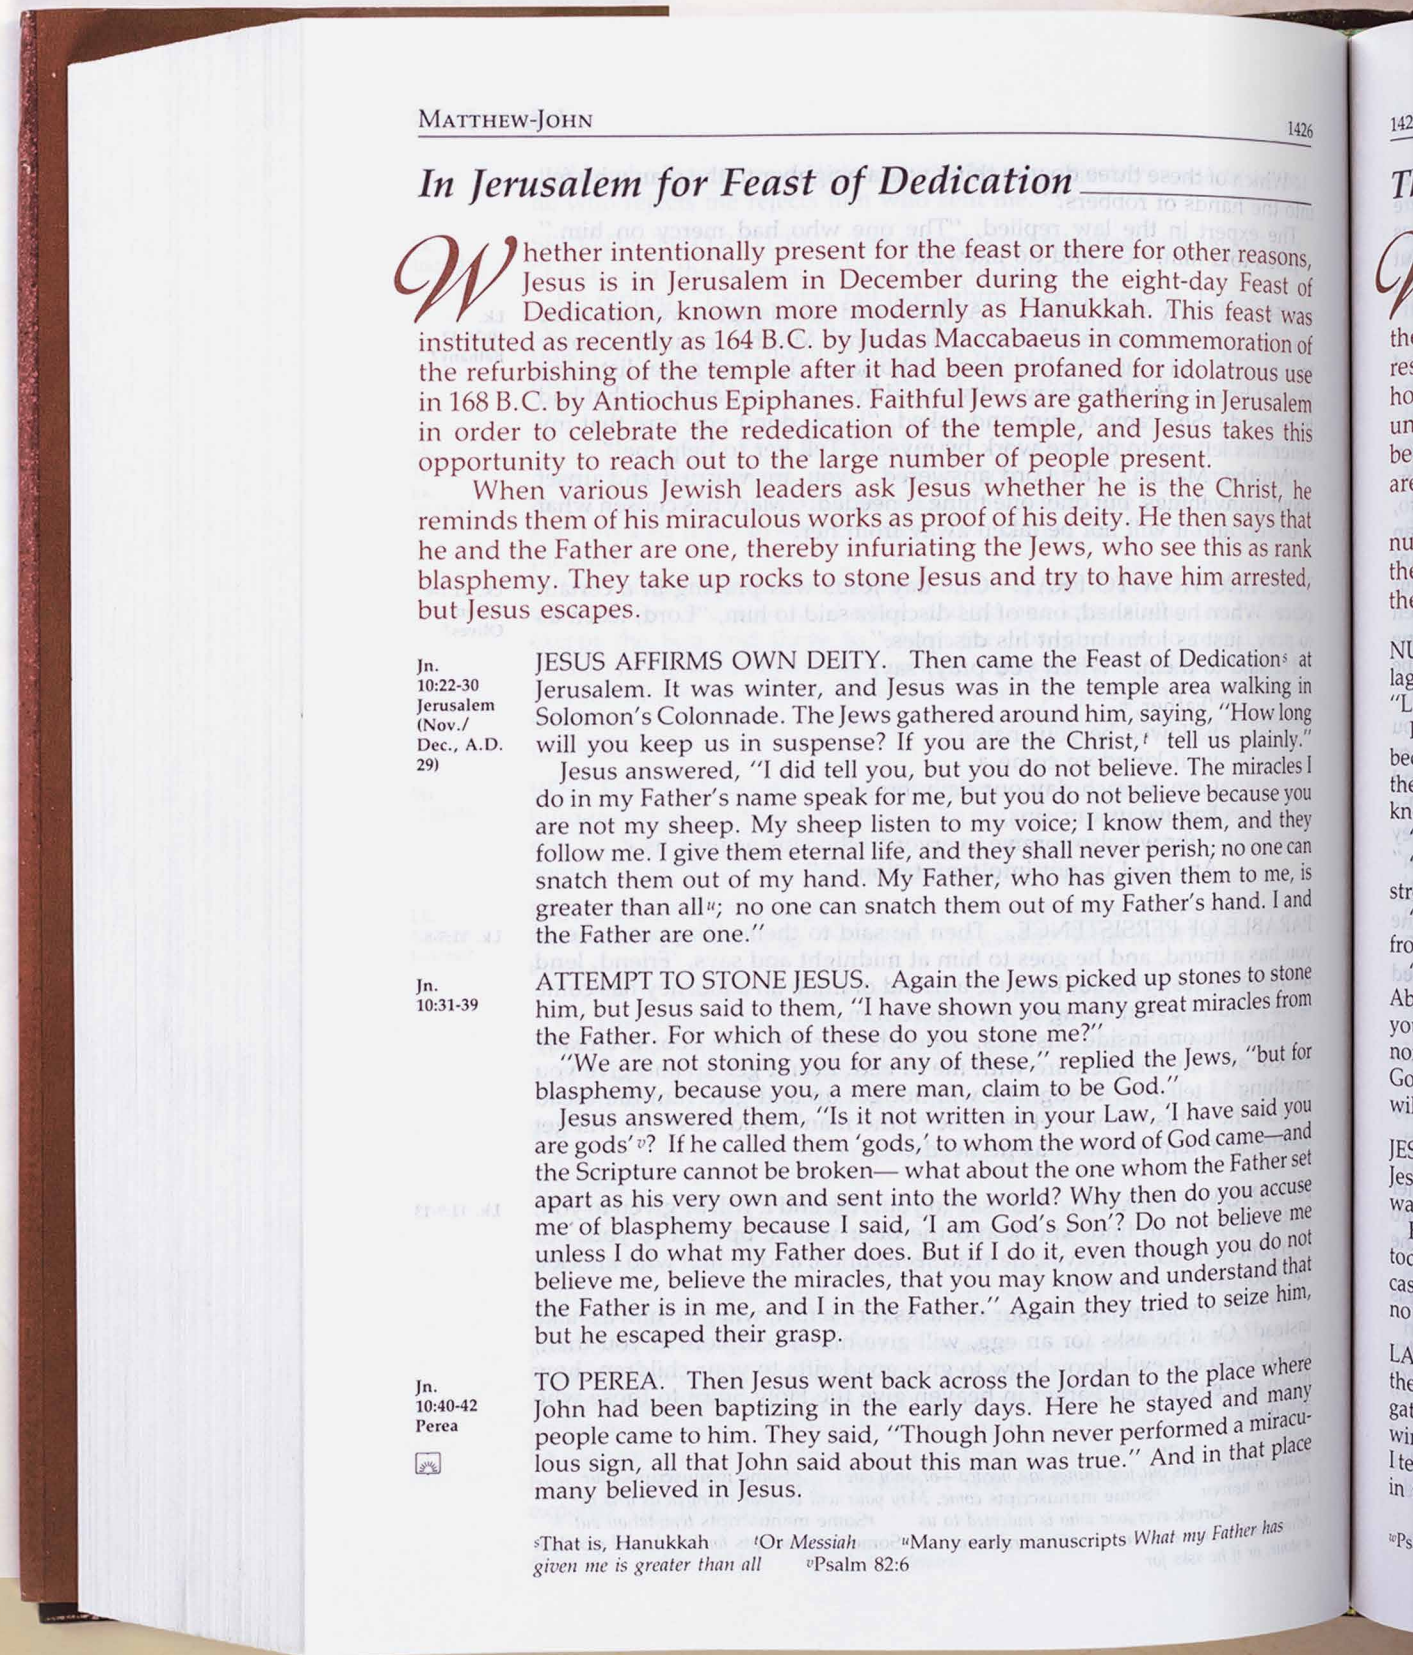 MATTHEW-JOHN
1426
In Jerusalem for Feast of Dedication
Whether intentionally present for the feast or there for other reasons,
Jesus is in Jerusalem in December during the eight-day Feast of
Dedication, known more modernly as Hanukkah. This feast was
instituted as recently as 164 B.C. by Judas Maccabaeus in commemoration of
the refurbishing of the temple after it had been profaned for idolatrous use
in 168 B.C. by Antiochus Epiphanes. Faithful Jews are gathering in Jerusalem
in order to celebrate the rededication of the temple, and Jesus takes this
opportunity to reach out to the large number of people present.
When various Jewish leaders ask Jesus whether he is the Christ, he
reminds them of his miraculous works as proof of his deity. He then says that
he and the Father are one, thereby infuriating the Jews, who see this as rank
blasphemy. They take up rocks to stone Jesus and try to have him arrested,
but Jesus escapes.
Jn.
10:22-30
Jerusalem
(Nov./
Dec., A.D.
29)
JESUS AFFIRMS OWN DEITY. Then came the Feast of Dedicationˢ at
Jerusalem. It was winter, and Jesus was in the temple area walking in
Solomon's Colonnade. The Jews gathered around him, saying, "How long
will you keep us in suspense? If you are the Christ,ᵗ tell us plainly."
Jesus answered, "I did tell you, but you do not believe. The miracles I
do in my Father's name speak for me, but you do not believe because you
are not my sheep. My sheep listen to my voice; I know them, and they
follow me. I give them eternal life, and they shall never perish; no one can
snatch them out of my hand. My Father, who has given them to me, is
greater than allᵘ; no one can snatch them out of my Father's hand. I and
the Father are one."
Jn.
10:31-39
ATTEMPT TO STONE JESUS. Again the Jews picked up stones to stone
him, but Jesus said to them, "I have shown you many great miracles from
the Father. For which of these do you stone me?"
"We are not stoning you for any of these," replied the Jews, "but for
blasphemy, because you, a mere man, claim to be God."
Jesus answered them, "Is it not written in your Law, 'I have said you
are gods'ᵛ? If he called them 'gods,' to whom the word of God came—and
the Scripture cannot be broken— what about the one whom the Father set
apart as his very own and sent into the world? Why then do you accuse
me of blasphemy because I said, 'I am God's Son'? Do not believe me
unless I do what my Father does. But if I do it, even though you do not
believe me, believe the miracles, that you may know and understand that
the Father is in me, and I in the Father." Again they tried to seize him,
but he escaped their grasp.
Jn.
10:40-42
Perea
TO PEREA. Then Jesus went back across the Jordan to the place where
John had been baptizing in the early days. Here he stayed and many
people came to him. They said, "Though John never performed a miracu-
lous sign, all that John said about this man was true." And in that place
many believed in Jesus.
ˢThat is, Hanukkah ᵗOr Messiah ᵘMany early manuscripts What my Father has
given me is greater than all ᵛPsalm 82:6